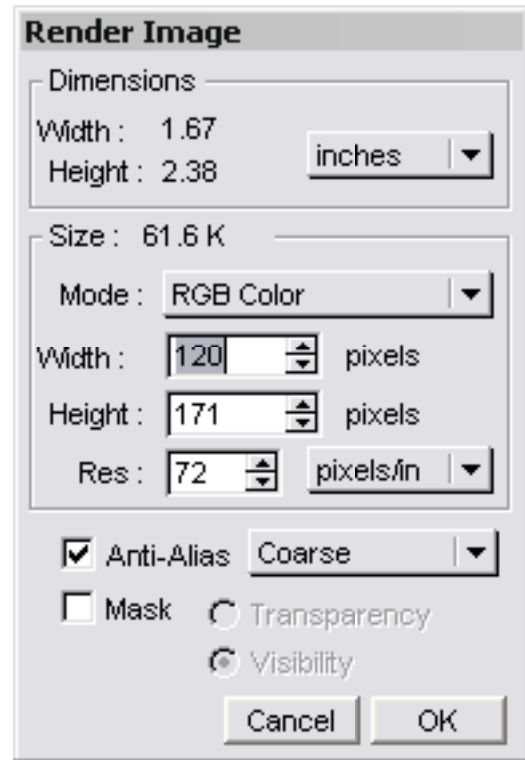 Render Image
Dimensions
Width : 1.67
inches
Height : 2.38
Size : 61.6 K
Mode : RGB Color
Width : 120 pixels
Height : 171 pixels
Res : 72 pixels/in
Anti-Alias Coarse
Mask Transparency
Visibility
Cancel OK